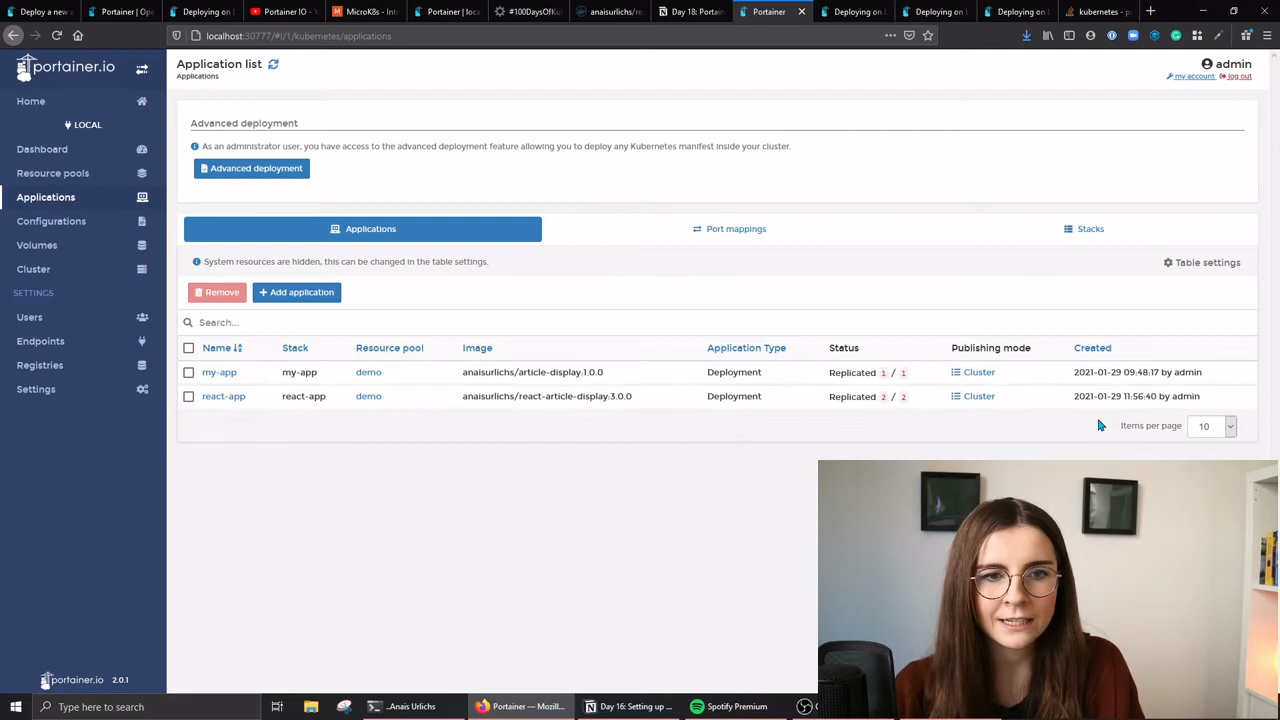 Deploy a new a
Portainer | Ope
Deploying on
Portainer IO - 
MicroK8s - Intr
Portainer | loca
#100DaysOfKub
anaisurlichs/re
Day 18: Portain
Portainer
Deploying on L
Deploying on L
Deploying on
kubernetes - p
localhost:30777/#!/1/kubernetes/applications
portainer.io
Home
LOCAL
Dashboard
Resource pools
Applications
Configurations
Volumes
Cluster
SETTINGS
Users
Endpoints
Registries
Settings
portainer.io 2.0.1
Application list
Applications
admin
my account log out
Advanced deployment
As an administrator user, you have access to the advanced deployment feature allowing you to deploy any Kubernetes manifest inside your cluster.
Advanced deployment
Applications Port mappings Stacks
System resources are hidden, this can be changed in the table settings. Table settings
Remove + Add application
Search...
Name Stack Resource pool Image Application Type Status Publishing mode Created
my-app my-app demo anaisurlichs/article-display:1.0.0 Deployment Replicated 1 / 1 Cluster 2021-01-29 09:48:17 by admin
react-app react-app demo anaisurlichs/react-article-display:3.0.0 Deployment Replicated 2 / 2 Cluster 2021-01-29 11:56:40 by admin
Items per page 10
Type here to search
..Anais Urlichs
Portainer — Mozill...
Day 16: Setting up ...
Spotify Premium